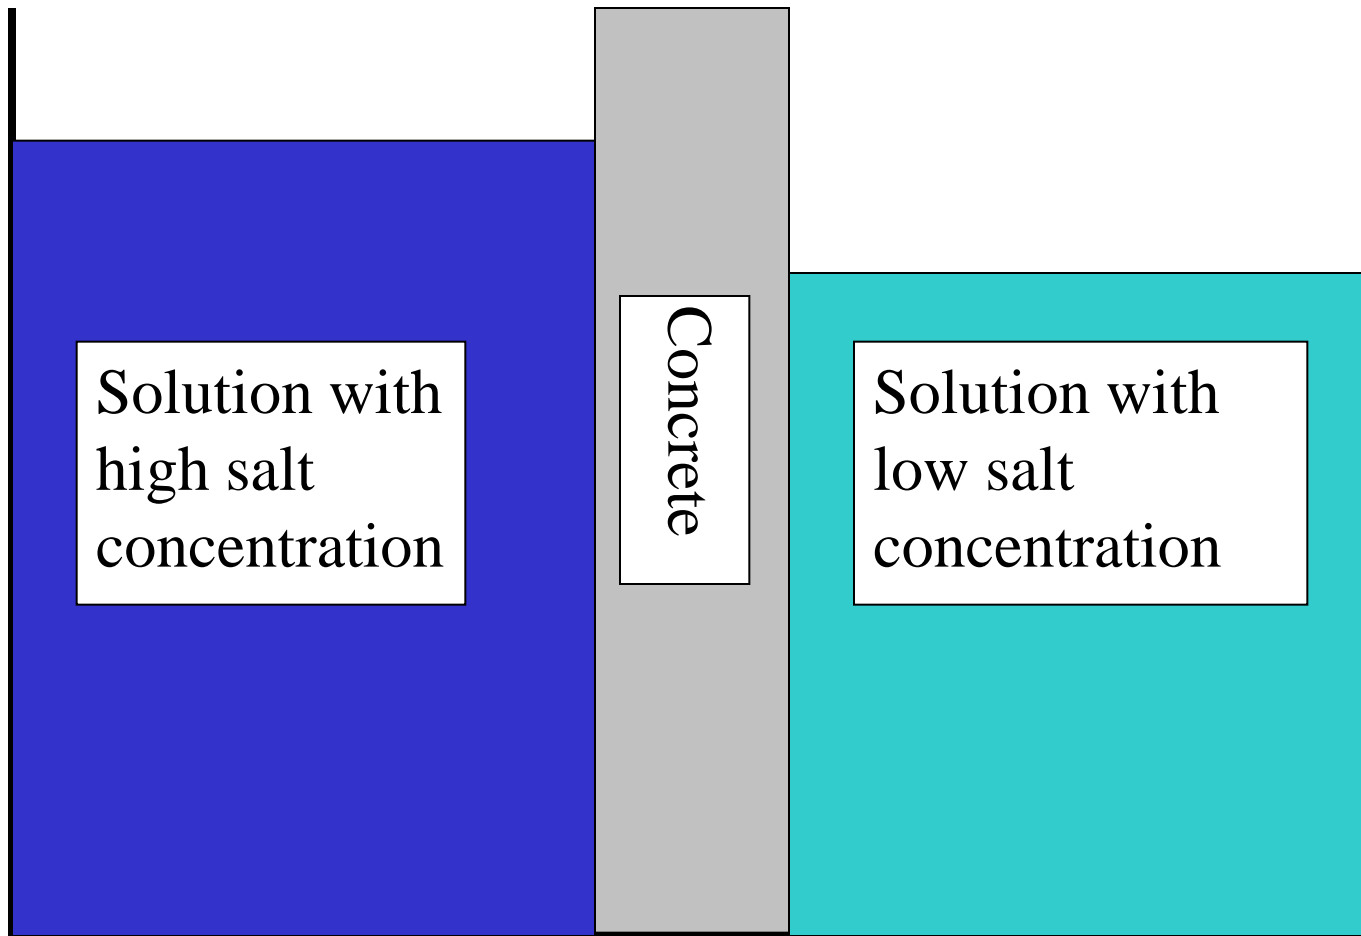 Solution with
high salt
concentration
Concrete
Solution with
low salt
concentration